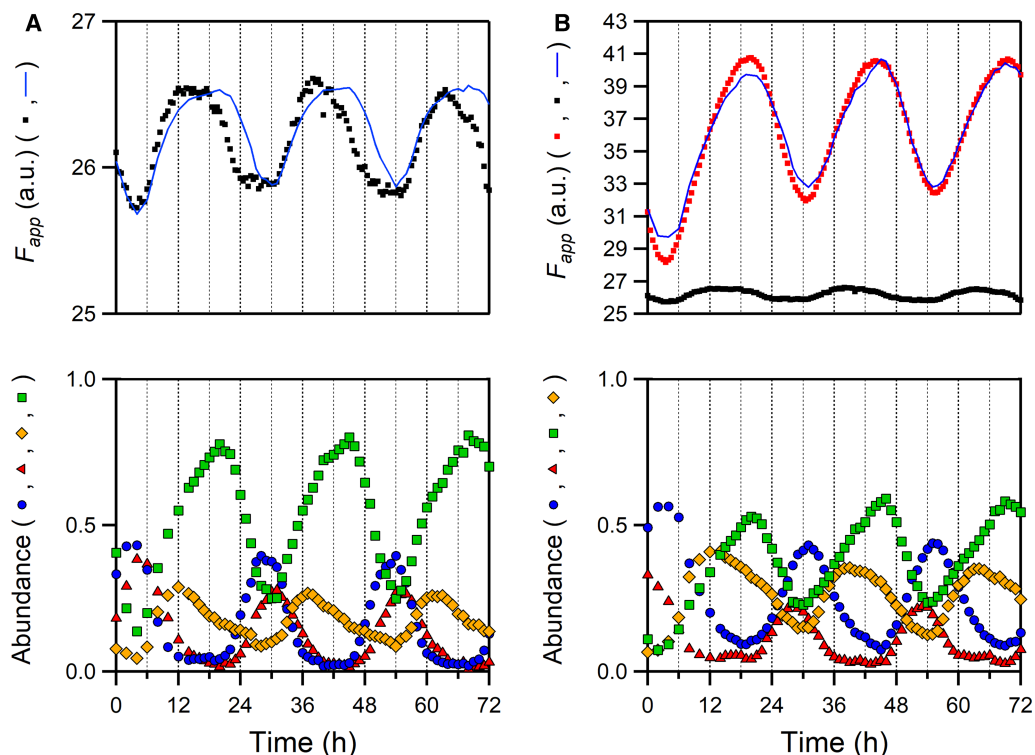 A
27
26
25
F_app (a.u.) ( ▪ , — )
B
43
41
39
37
35
33
31
29
27
25
F_app (a.u.) ( ▪ , ▪ , — )
1.0
0.5
0.0
Abundance ( ● , ▲ , ◆ , ■ )
0 12 24 36 48 60 72
Time (h)
1.0
0.5
0.0
Abundance ( ● , ▲ , ■ , ◆ )
0 12 24 36 48 60 72
Time (h)